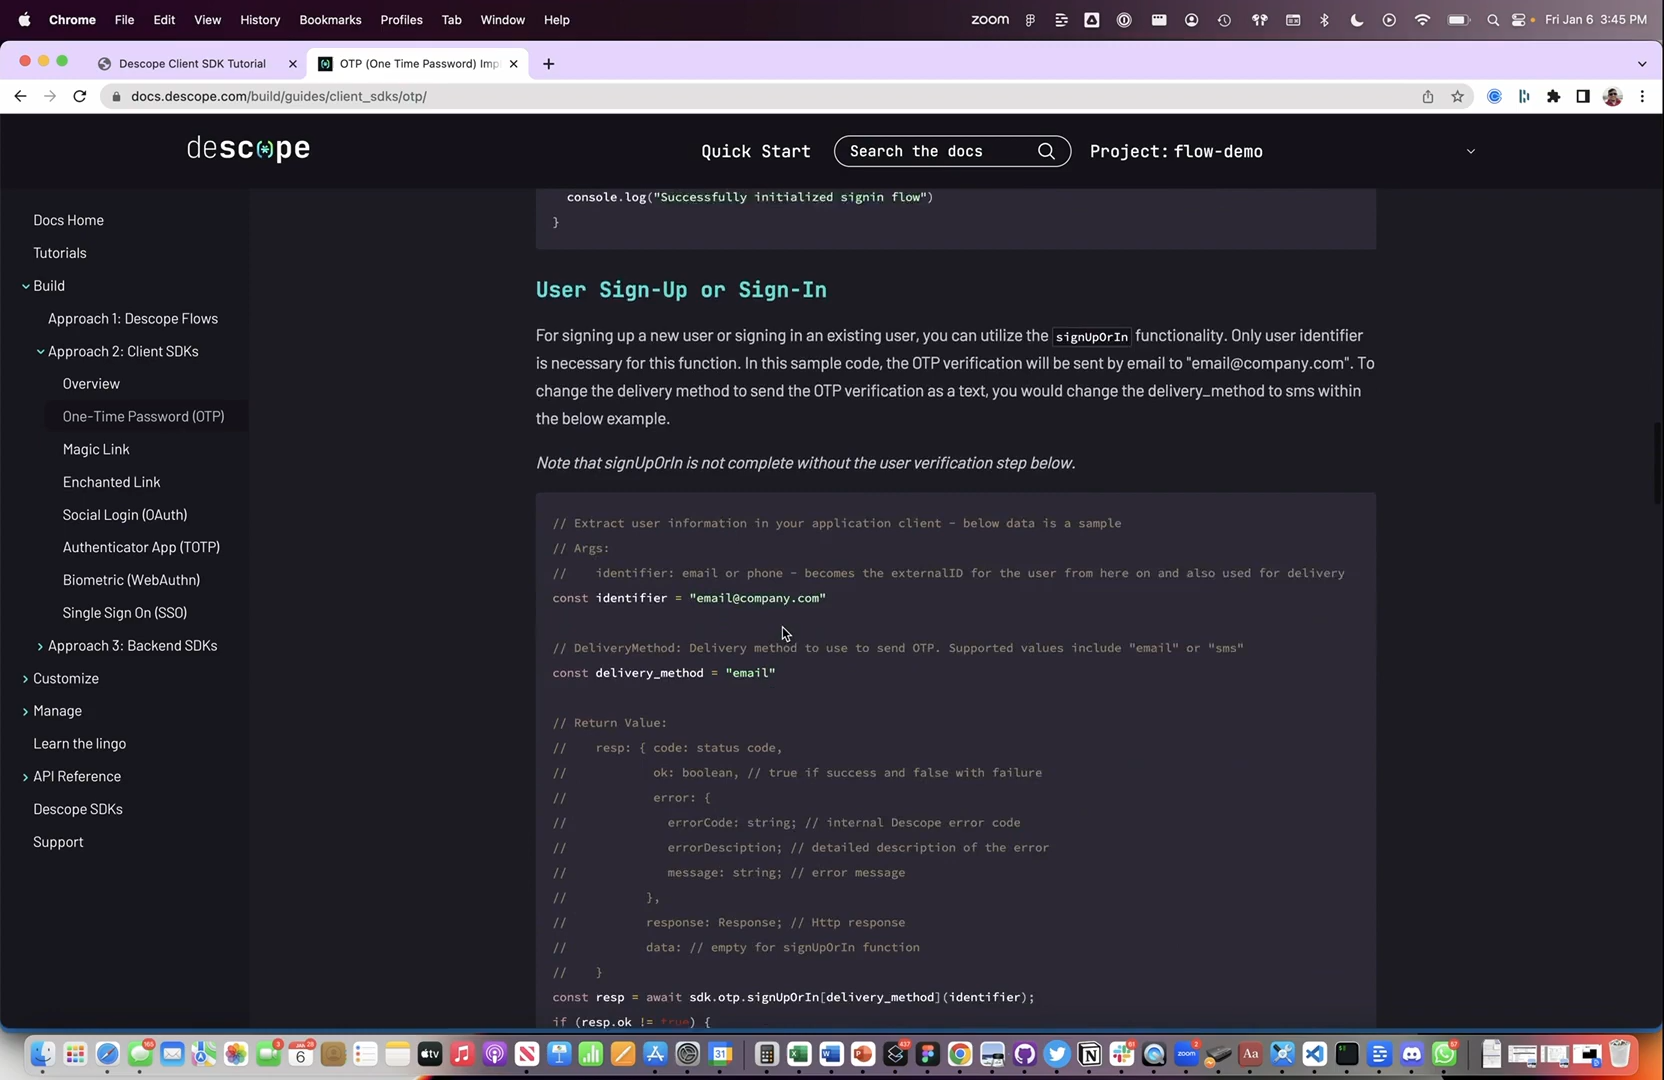 Chrome File Edit View History Bookmarks Profiles Tab Window Help zoom Fri Jan 6 3:45 PM
Descope Client SDK Tutorial
OTP (One Time Password) Imp
docs.descope.com/build/guides/client_sdks/otp/
descope
Quick Start
Search the docs
Project: flow-demo
Docs Home
Tutorials
Build
Approach 1: Descope Flows
Approach 2: Client SDKs
Overview
One-Time Password (OTP)
Magic Link
Enchanted Link
Social Login (OAuth)
Authenticator App (TOTP)
Biometric (WebAuthn)
Single Sign On (SSO)
Approach 3: Backend SDKs
Customize
Manage
Learn the lingo
API Reference
Descope SDKs
Support
console.log("Successfully initialized signin flow")
}
User Sign-Up or Sign-In
For signing up a new user or signing in an existing user, you can utilize the signUpOrIn functionality. Only user identifier
is necessary for this function. In this sample code, the OTP verification will be sent by email to "email@company.com". To
change the delivery method to send the OTP verification as a text, you would change the delivery_method to sms within
the below example.
Note that signUpOrIn is not complete without the user verification step below.
// Extract user information in your application client - below data is a sample
// Args:
//    identifier: email or phone - becomes the externalID for the user from here on and also used for delivery
const identifier = "email@company.com"
// DeliveryMethod: Delivery method to use to send OTP. Supported values include "email" or "sms"
const delivery_method = "email"
// Return Value:
//    resp: { code: status code,
//            ok: boolean, // true if success and false with failure
//            error: {
//              errorCode: string; // internal Descope error code
//              errorDesciption; // detailed description of the error
//              message: string; // error message
//            },
//           response: Response; // Http response
//           data: // empty for signUpOrIn function
//    }
const resp = await sdk.otp.signUpOrIn[delivery_method](identifier);
if (resp.ok != true) {